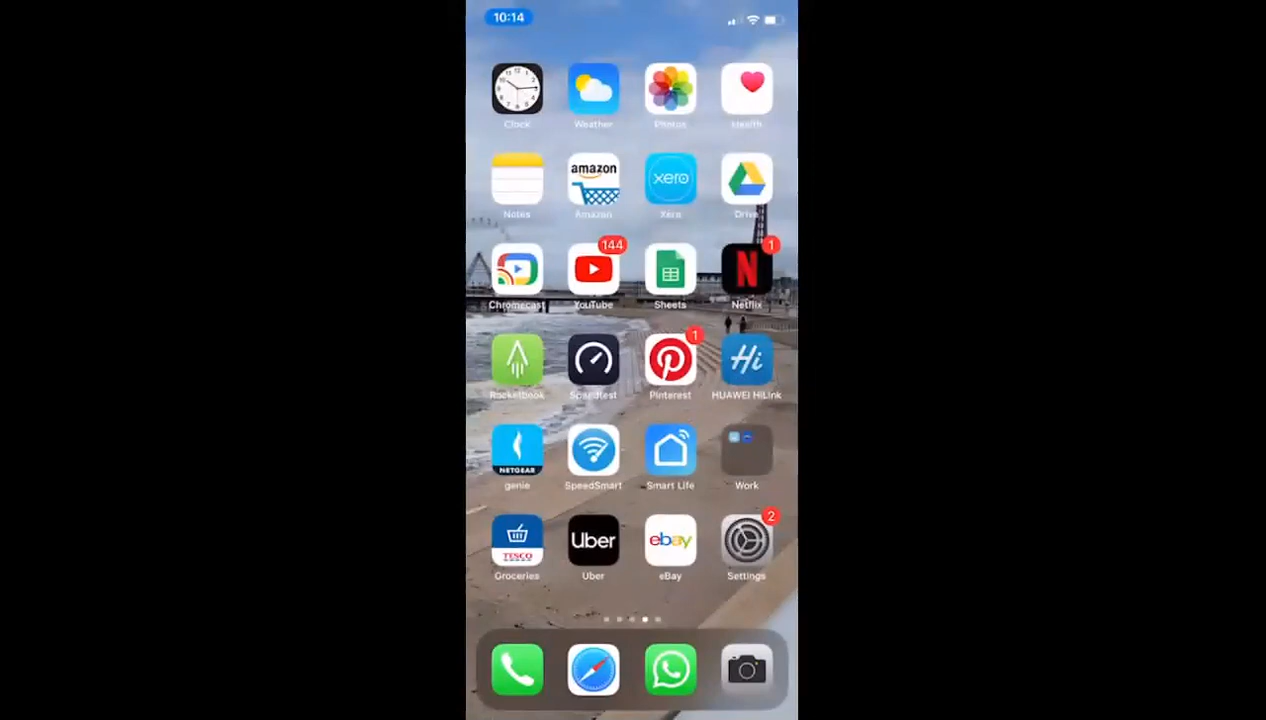 10:14
Clock Weather Photos Health
amazon
xero
Notes Amazon Xero Drive
144
1
Chromecast YouTube Sheets Netflix
1
Hi
Rocketbook Speedtest Pinterest HUAWEI HiLink
NETGEAR
genie SpeedSmart Smart Life Work
2
TESCO
Uber
ebay
Groceries Uber eBay Settings